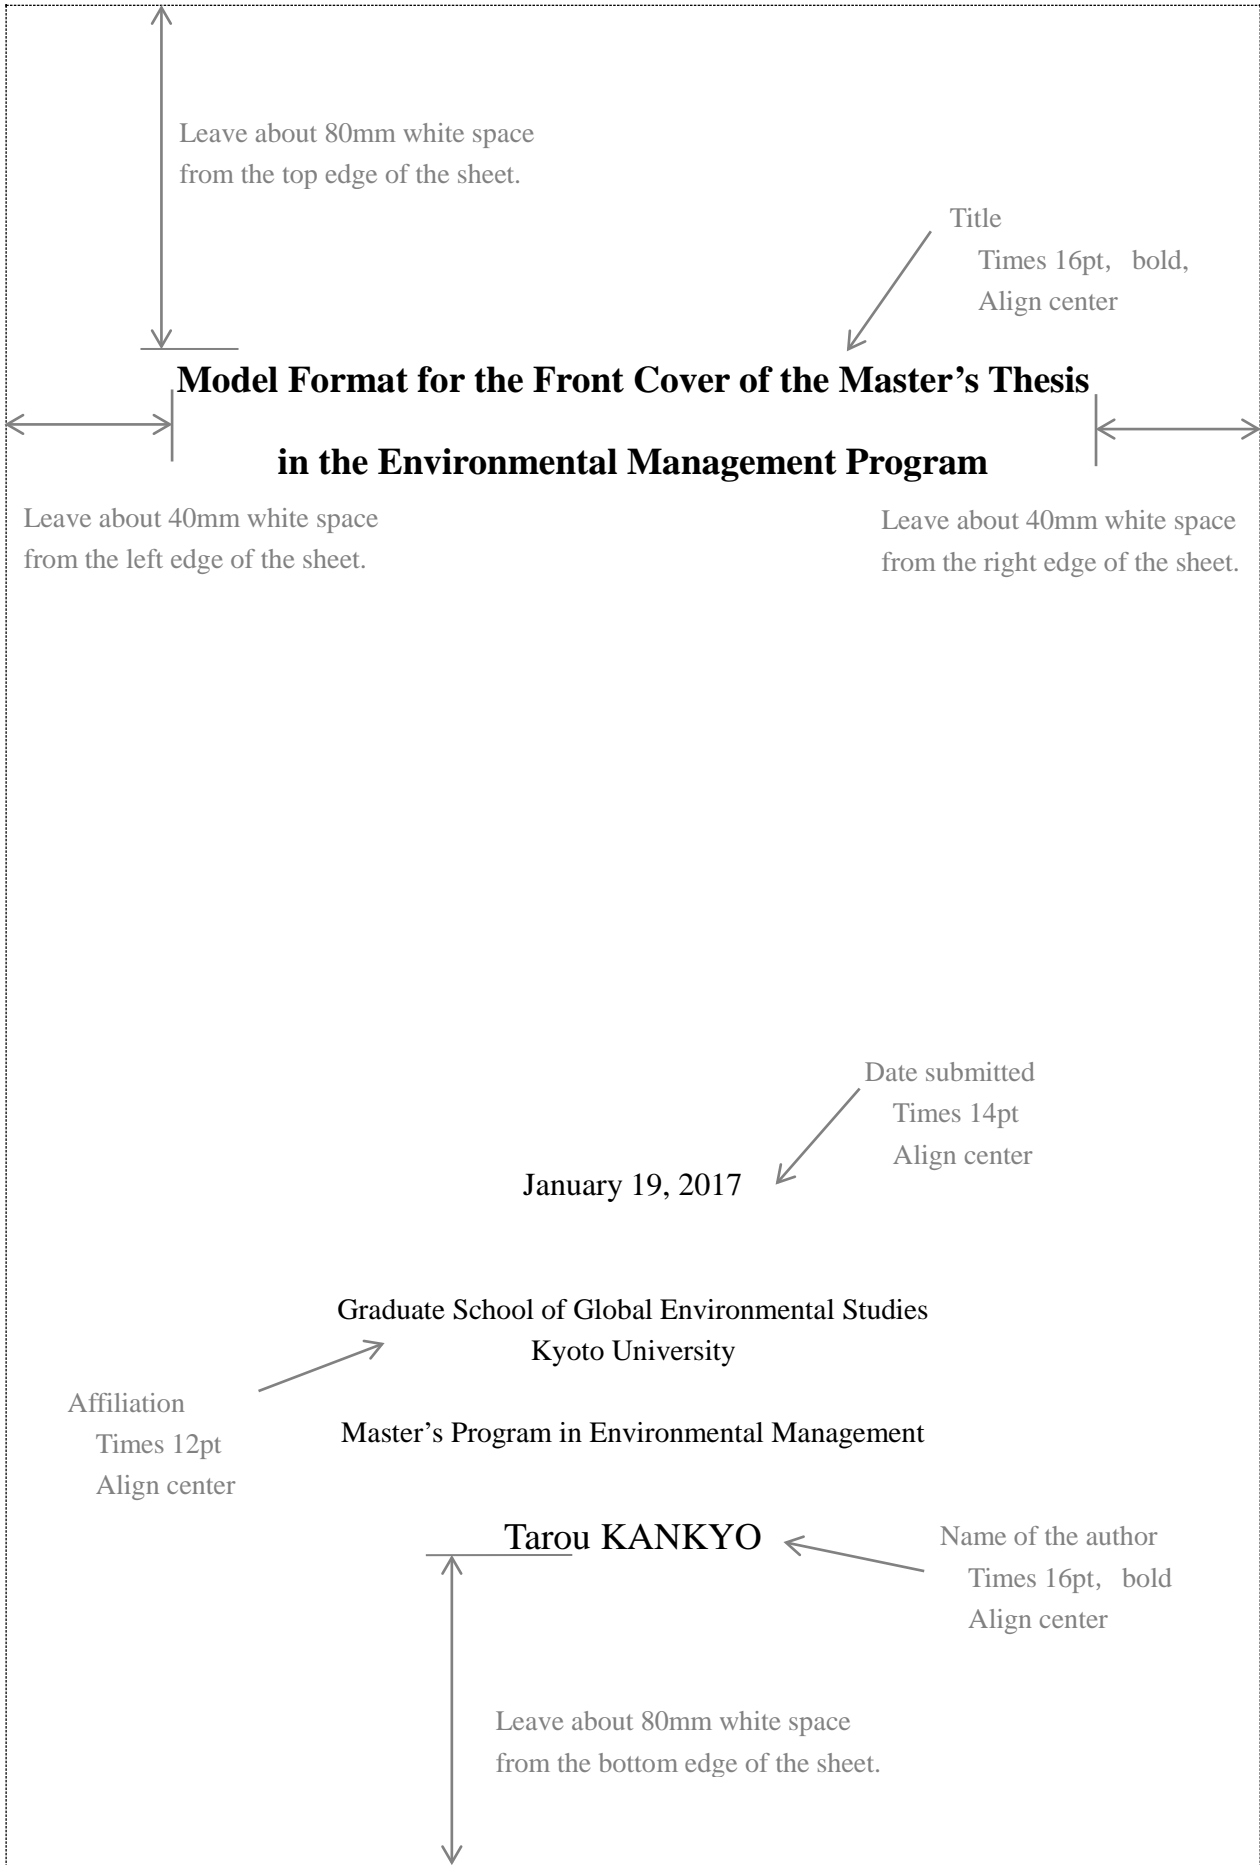 Leave about 80mm white space
from the top edge of the sheet.
Title
Times 16pt, bold,
Align center
Model Format for the Front Cover of the Master’s Thesis
in the Environmental Management Program
Leave about 40mm white space
from the left edge of the sheet.
Leave about 40mm white space
from the right edge of the sheet.
Date submitted
Times 14pt
Align center
January 19, 2017
Graduate School of Global Environmental Studies
Kyoto University
Affiliation
Times 12pt
Align center
Master’s Program in Environmental Management
Tarou KANKYO
Name of the author
Times 16pt, bold
Align center
Leave about 80mm white space
from the bottom edge of the sheet.